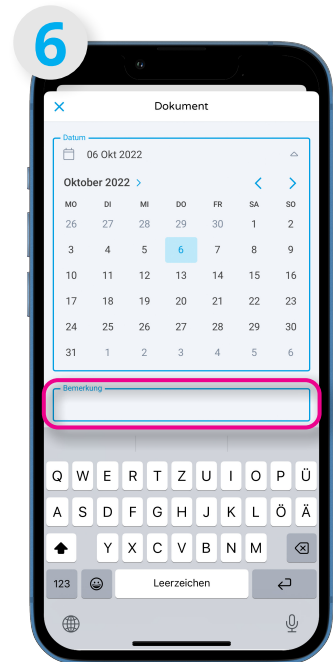 6
Dokument
Datum
06 Okt 2022
Oktober 2022
MO DI MI DO FR SA SO
26 27 28 29 30 1 2
3 4 5 6 7 8 9
10 11 12 13 14 15 16
17 18 19 20 21 22 23
24 25 26 27 28 29 30
31 1 2 3 4 5 6
Bemerkung
Q W E R T Z U I O P Ü
A S D F G H J K L Ö Ä
Y X C V B N M
123 Leerzeichen